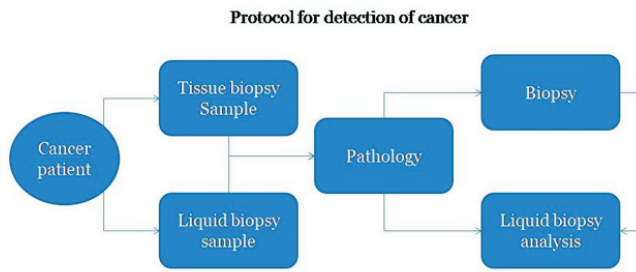 Protocol for detection of cancer
Tissue biopsy
Sample
Biopsy
Cancer
patient
Pathology
Liquid biopsy
sample
Liquid biopsy
analysis